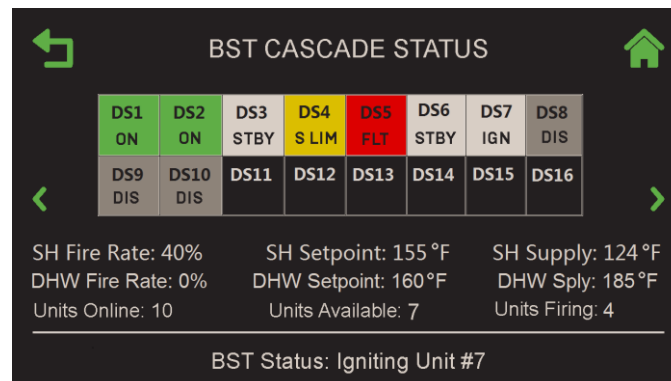 BST CASCADE STATUS
DS1 DS2 DS3 DS4 DS5 DS6 DS7 DS8
ON ON STBY S LIM FLT STBY IGN DIS
DS9 DS10 DS11 DS12 DS13 DS14 DS15 DS16
DIS DIS
SH Fire Rate: 40% SH Setpoint: 155°F SH Supply: 124°F
DHW Fire Rate: 0% DHW Setpoint: 160°F DHW Sply: 185°F
Units Online: 10 Units Available: 7 Units Firing: 4
BST Status: Igniting Unit #7